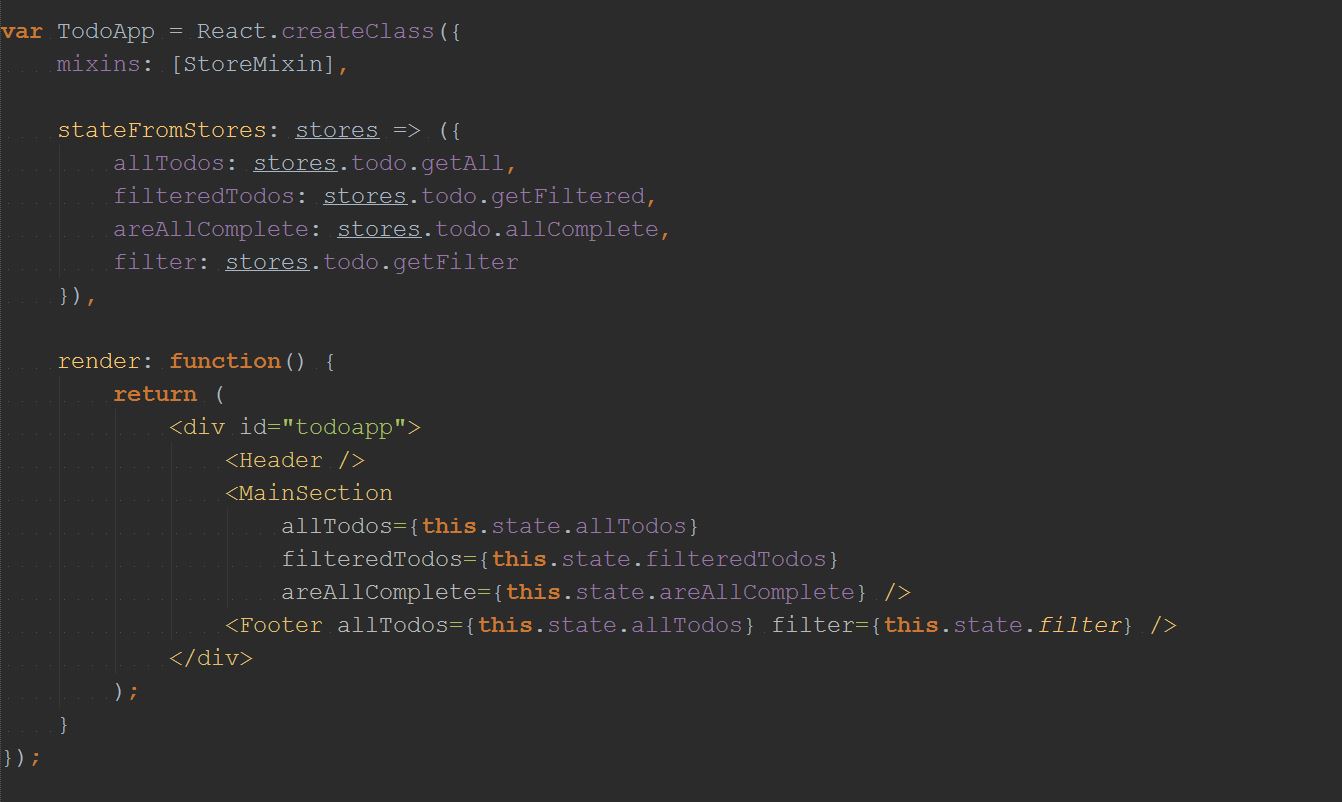 var TodoApp = React.createClass({
    mixins: [StoreMixin],

    stateFromStores: stores => ({
        allTodos: stores.todo.getAll,
        filteredTodos: stores.todo.getFiltered,
        areAllComplete: stores.todo.allComplete,
        filter: stores.todo.getFilter
    }),

    render: function() {
        return (
            <div id="todoapp">
                <Header />
                <MainSection
                    allTodos={this.state.allTodos}
                    filteredTodos={this.state.filteredTodos}
                    areAllComplete={this.state.areAllComplete} />
                <Footer allTodos={this.state.allTodos} filter={this.state.filter} />
            </div>
        );
    }
});